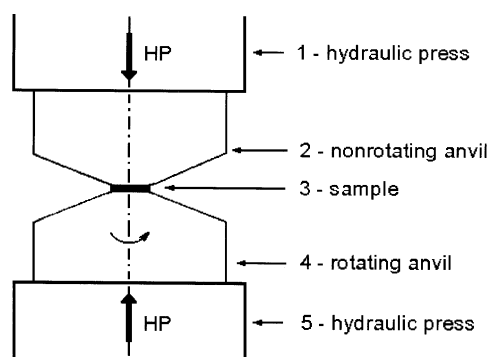 HP
1 - hydraulic press
2 - nonrotating anvil
3 - sample
4 - rotating anvil
HP
5 - hydraulic press